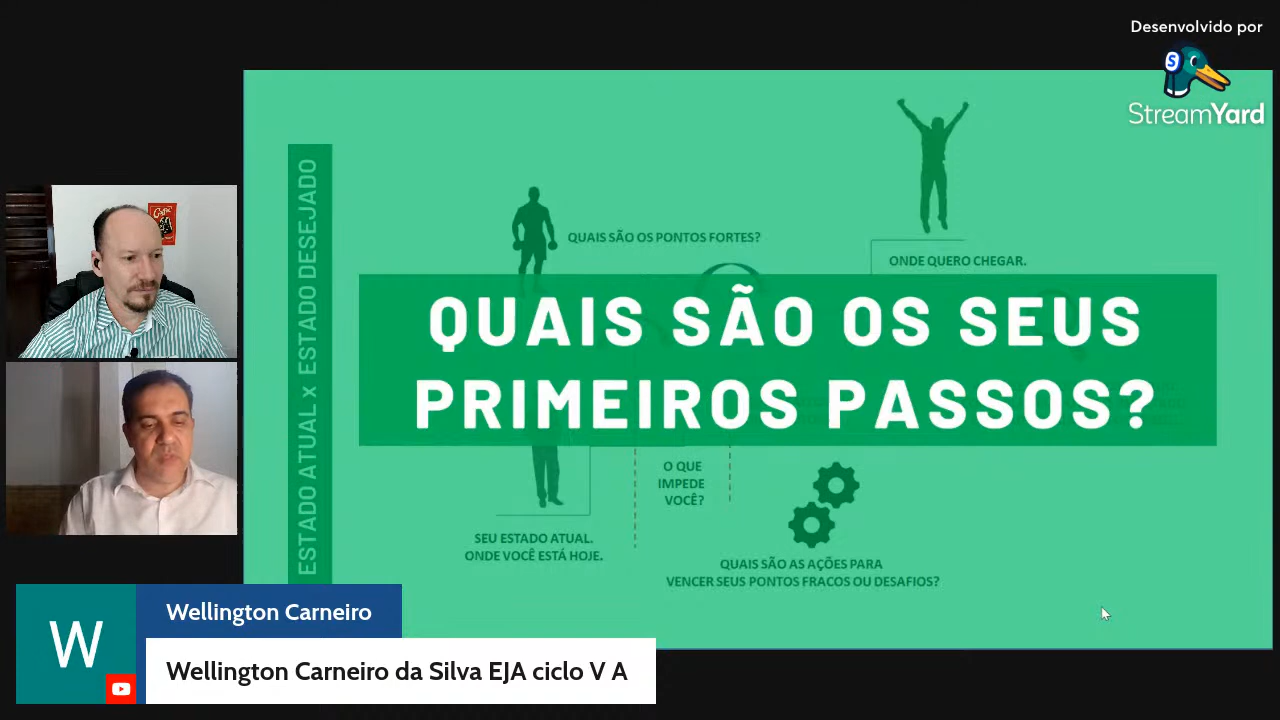 Desenvolvido por
S
StreamYard
ESTADO ATUAL x ESTADO DESEJADO
QUAIS SÃO OS PONTOS FORTES?
ONDE QUERO CHEGAR.
QUAIS SÃO OS SEUS
PRIMEIROS PASSOS?
O QUE
IMPEDE
VOCÊ?
SEU ESTADO ATUAL.
ONDE VOCÊ ESTÁ HOJE.
QUAIS SÃO AS AÇÕES PARA
VENCER SEUS PONTOS FRACOS OU DESAFIOS?
W
Wellington Carneiro
Wellington Carneiro da Silva EJA ciclo V A